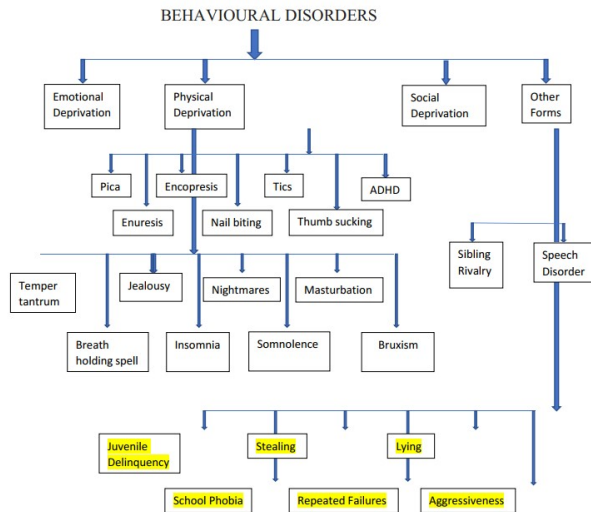 BEHAVIOURAL DISORDERS
Emotional
Deprivation
Physical
Deprivation
Social
Deprivation
Other
Forms
Pica
Encopresis
Tics
ADHD
Enuresis
Nail biting
Thumb sucking
Sibling
Rivalry
Speech
Disorder
Temper
tantrum
Jealousy
Nightmares
Masturbation
Breath
holding spell
Insomnia
Somnolence
Bruxism
Juvenile
Delinquency
Stealing
Lying
School Phobia
Repeated Failures
Aggressiveness